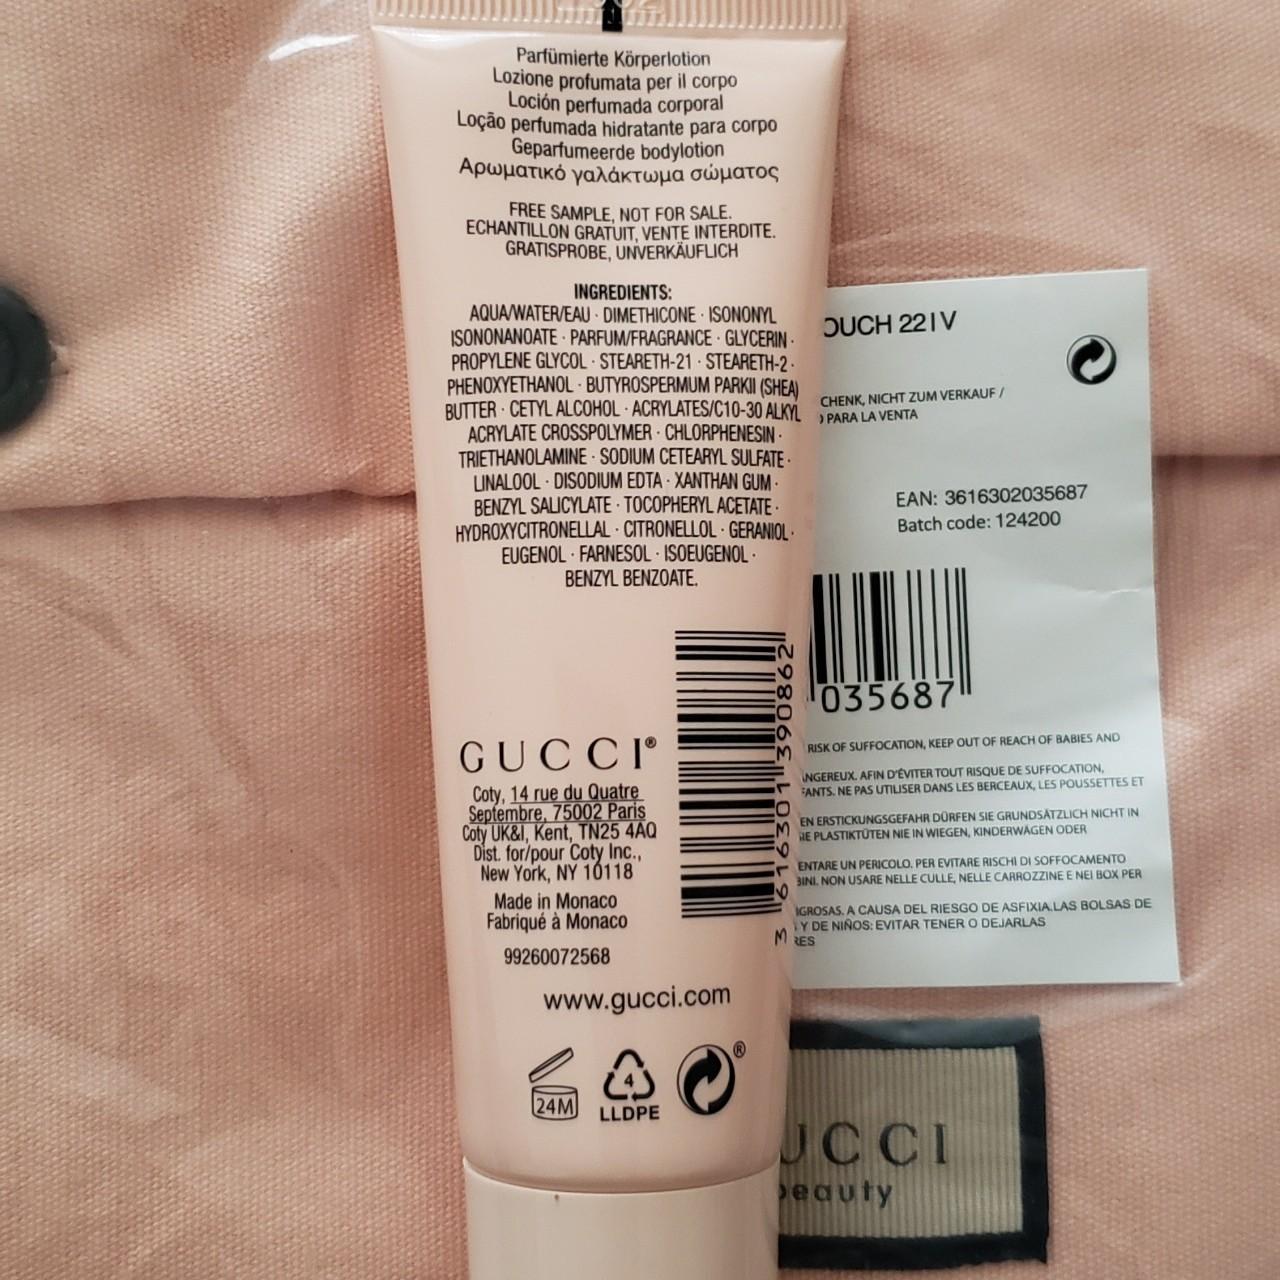 Parfümierte Körperlotion
Lozione profumata per il corpo
Loción perfumada corporal
Loção perfumada hidratante para corpo
Geparfumeerde bodylotion
Αρωματικό γαλάκτωμα σώματος
FREE SAMPLE, NOT FOR SALE.
ECHANTILLON GRATUIT, VENTE INTERDITE.
GRATISPROBE, UNVERKÄUFLICH
INGREDIENTS:
AQUA/WATER/EAU · DIMETHICONE · ISONONYL
ISONONANOATE · PARFUM/FRAGRANCE · GLYCERIN ·
PROPYLENE GLYCOL · STEARETH-21 · STEARETH-2 ·
PHENOXYETHANOL · BUTYROSPERMUM PARKII (SHEA)
BUTTER · CETYL ALCOHOL · ACRYLATES/C10-30 ALKYL
ACRYLATE CROSSPOLYMER · CHLORPHENESIN ·
TRIETHANOLAMINE · SODIUM CETEARYL SULFATE ·
LINALOOL · DISODIUM EDTA · XANTHAN GUM ·
BENZYL SALICYLATE · TOCOPHERYL ACETATE ·
HYDROXYCITRONELLAL · CITRONELLOL · GERANIOL ·
EUGENOL · FARNESOL · ISOEUGENOL ·
BENZYL BENZOATE.
3 616301 390862
GUCCI®
Coty, 14 rue du Quatre
Septembre, 75002 Paris
Coty UK&I, Kent, TN25 4AQ
Dist. for/pour Coty Inc.,
New York, NY 10118
Made in Monaco
Fabriqué à Monaco
99260072568
www.gucci.com
24M
4
LLDPE
®
OUCH 22 I V
CHENK, NICHT ZUM VERKAUF /
PARA LA VENTA
EAN: 3616302035687
Batch code: 124200
035687
RISK OF SUFFOCATION, KEEP OUT OF REACH OF BABIES AND
ANGEREUX. AFIN D'ÉVITER TOUT RISQUE DE SUFFOCATION,
FANTS. NE PAS UTILISER DANS LES BERCEAUX, LES POUSSETTES ET
EN ERSTICKUNGSGEFAHR DÜRFEN SIE GRUNDSÄTZLICH NICHT IN
SIE PLASTIKTÜTEN NIE IN WIEGEN, KINDERWÄGEN ODER
ENTARE UN PERICOLO. PER EVITARE RISCHI DI SOFFOCAMENTO
BINI. NON USARE NELLE CULLE, NELLE CARROZZINE E NEI BOX PER
IGROSAS. A CAUSA DEL RIESGO DE ASFIXIA.LAS BOLSAS DE
Y DE NIÑOS: EVITAR TENER O DEJARLAS
RES
UCCI
beauty